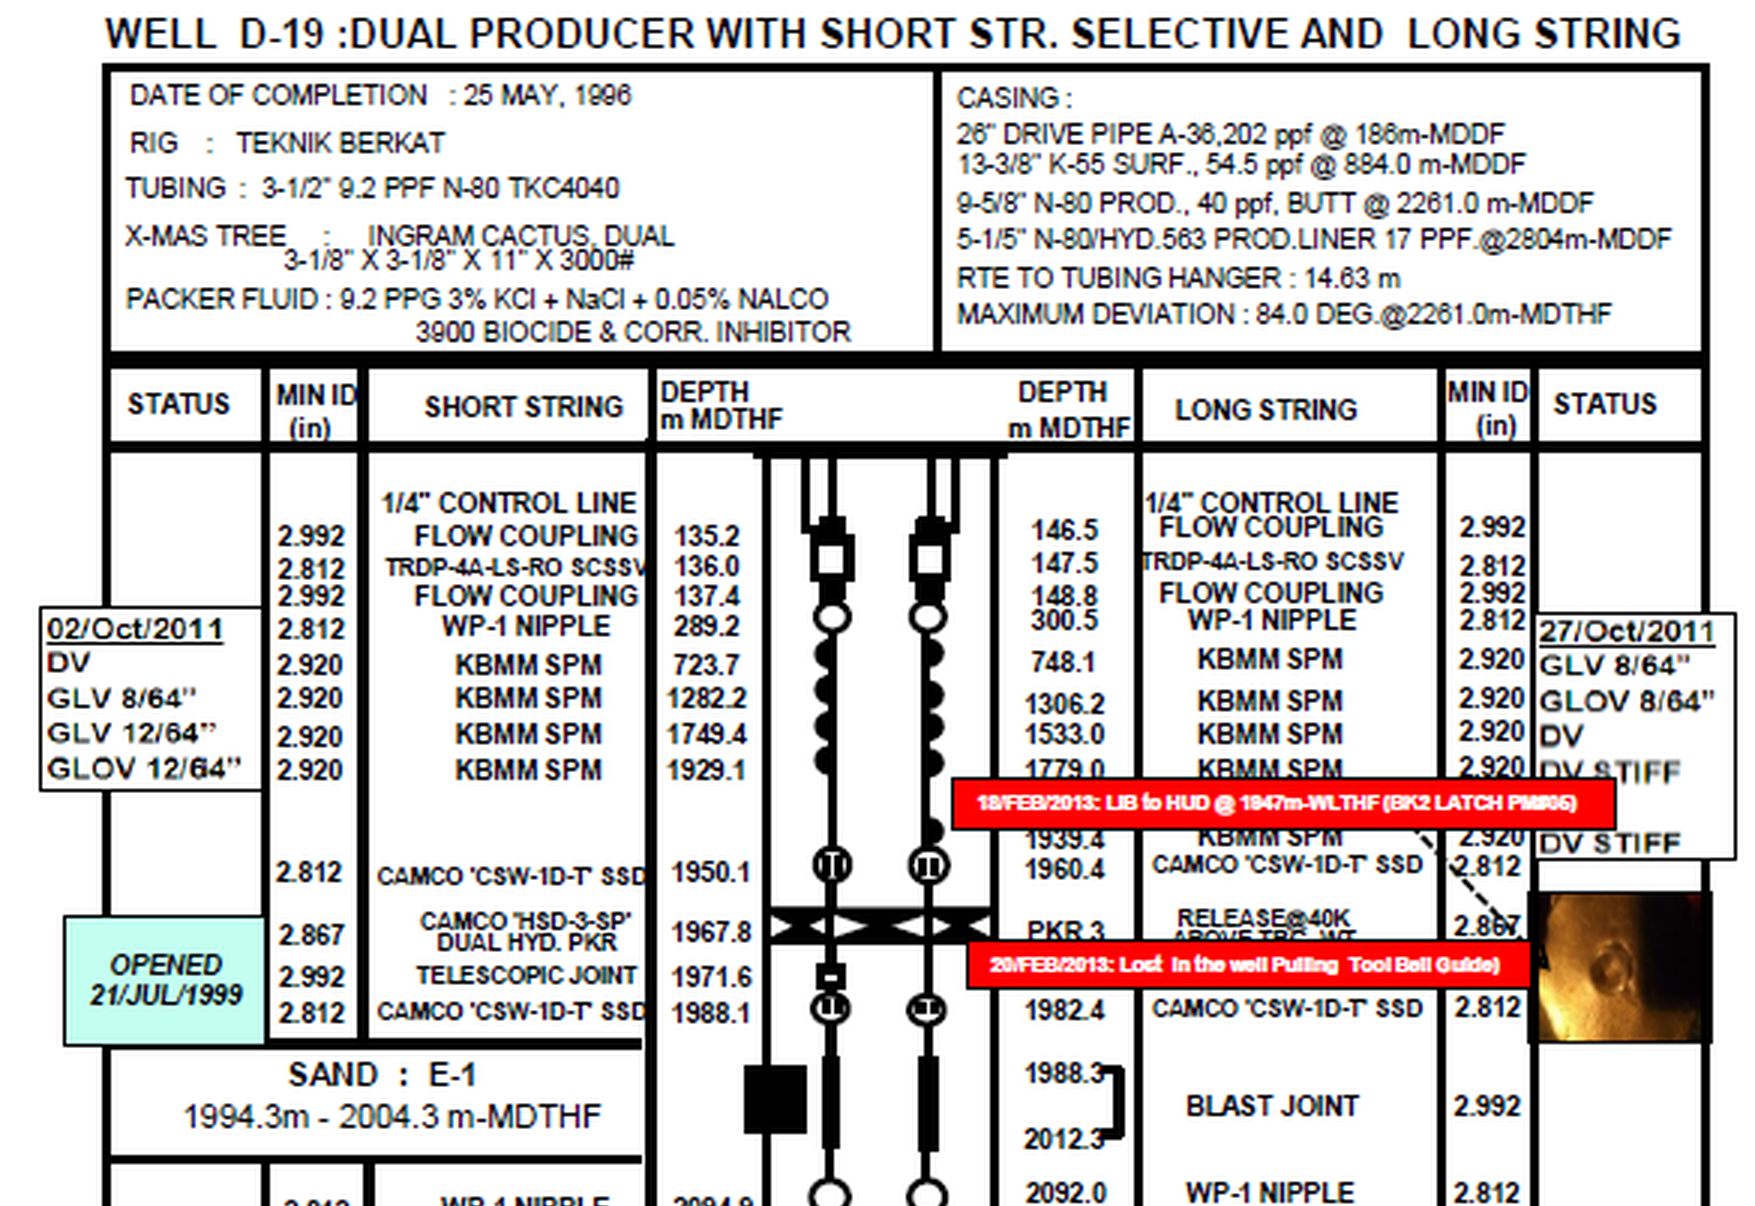 WELL D-19 :DUAL PRODUCER WITH SHORT STR. SELECTIVE AND LONG STRING
DATE OF COMPLETION : 25 MAY, 1996
RIG : TEKNIK BERKAT
TUBING : 3-1/2" 9.2 PPF N-80 TKC4040
X-MAS TREE : INGRAM CACTUS, DUAL
3-1/8" X 3-1/8" X 11" X 3000#
PACKER FLUID : 9.2 PPG 3% KCl + NaCl + 0.05% NALCO
3900 BIOCIDE & CORR. INHIBITOR
CASING :
26" DRIVE PIPE A-36,202 ppf @ 186m-MDDF
13-3/8" K-55 SURF., 54.5 ppf @ 884.0 m-MDDF
9-5/8" N-80 PROD., 40 ppf, BUTT @ 2261.0 m-MDDF
5-1/5" N-80/HYD.563 PROD.LINER 17 PPF.@2804m-MDDF
RTE TO TUBING HANGER : 14.63 m
MAXIMUM DEVIATION : 84.0 DEG.@2261.0m-MDTHF
STATUS MIN ID (in) SHORT STRING DEPTH m MDTHF DEPTH m MDTHF LONG STRING MIN ID (in) STATUS
1/4" CONTROL LINE 1/4" CONTROL LINE
2.992 FLOW COUPLING 135.2 146.5 FLOW COUPLING 2.992
2.812 TRDP-4A-LS-RO SCSSV 136.0 147.5 TRDP-4A-LS-RO SCSSV 2.812
2.992 FLOW COUPLING 137.4 148.8 FLOW COUPLING 2.992
02/Oct/2011 2.812 WP-1 NIPPLE 289.2 300.5 WP-1 NIPPLE 2.812 27/Oct/2011
DV 2.920 KBMM SPM 723.7 748.1 KBMM SPM 2.920 GLV 8/64"
GLV 8/64" 2.920 KBMM SPM 1282.2 1306.2 KBMM SPM 2.920 GLOV 8/64"
GLV 12/64" 2.920 KBMM SPM 1749.4 1533.0 KBMM SPM 2.920 DV
GLOV 12/64" 2.920 KBMM SPM 1929.1 1779.0 KBMM SPM 2.920 DV STIFF
18/FEB/2013: LIB to HUD @ 1947m-WLTHF (BK2 LATCH
1939.4 KBMM SPM 2.920 DV STIFF
2.812 CAMCO 'CSW-1D-T' SSD 1950.1 1960.4 CAMCO 'CSW-1D-T' SSD 2.812
2.867 CAMCO 'HSD-3-SP' DUAL HYD. PKR 1967.8 PKR 3 RELEASE@40K ABOVE TBG. WT 2.867
OPENED
21/JUL/1999
20/FEB/2013: Lost In the well Pulling Tool Bell Guide)
2.992 TELESCOPIC JOINT 1971.6
2.812 CAMCO 'CSW-1D-T' SSD 1988.1 1982.4 CAMCO 'CSW-1D-T' SSD 2.812
SAND : E-1
1994.3m - 2004.3 m-MDTHF
1988.3
BLAST JOINT 2.992
2012.3
WP-1 NIPPLE 2092.0 WP-1 NIPPLE 2.812